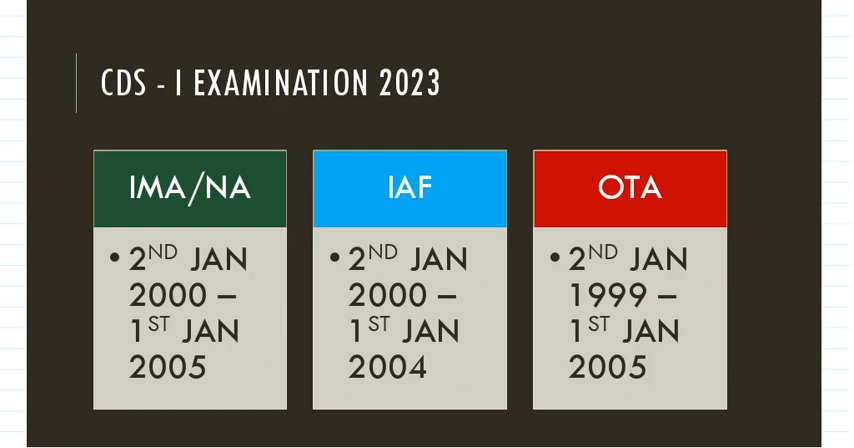 CDS - I EXAMINATION 2023
IMA/NA
• 2ND JAN
2000 –
1ST JAN
2005
IAF
• 2ND JAN
2000 –
1ST JAN
2004
OTA
• 2ND JAN
1999 –
1ST JAN
2005